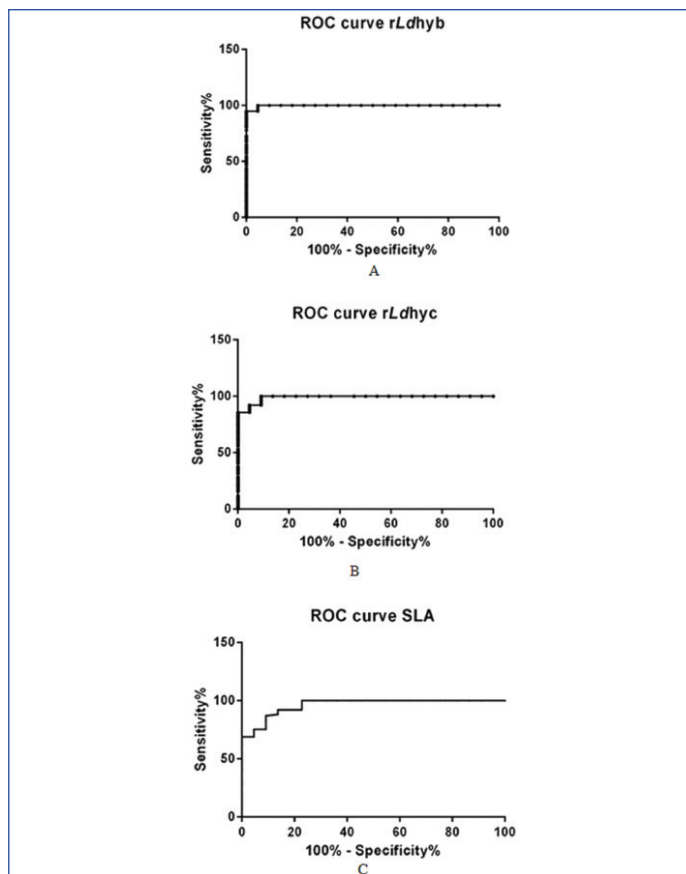 ROC curve rLdhyb
150
100
50
0
Sensitivity%
0 20 40 60 80 100
100% - Specificity%
A
ROC curve rLdhyc
150
100
50
0
Sensitivity%
0 20 40 60 80 100
100% - Specificity%
B
ROC curve SLA
150
100
50
0
Sensitivity%
0 20 40 60 80 100
100% - Specificity%
C